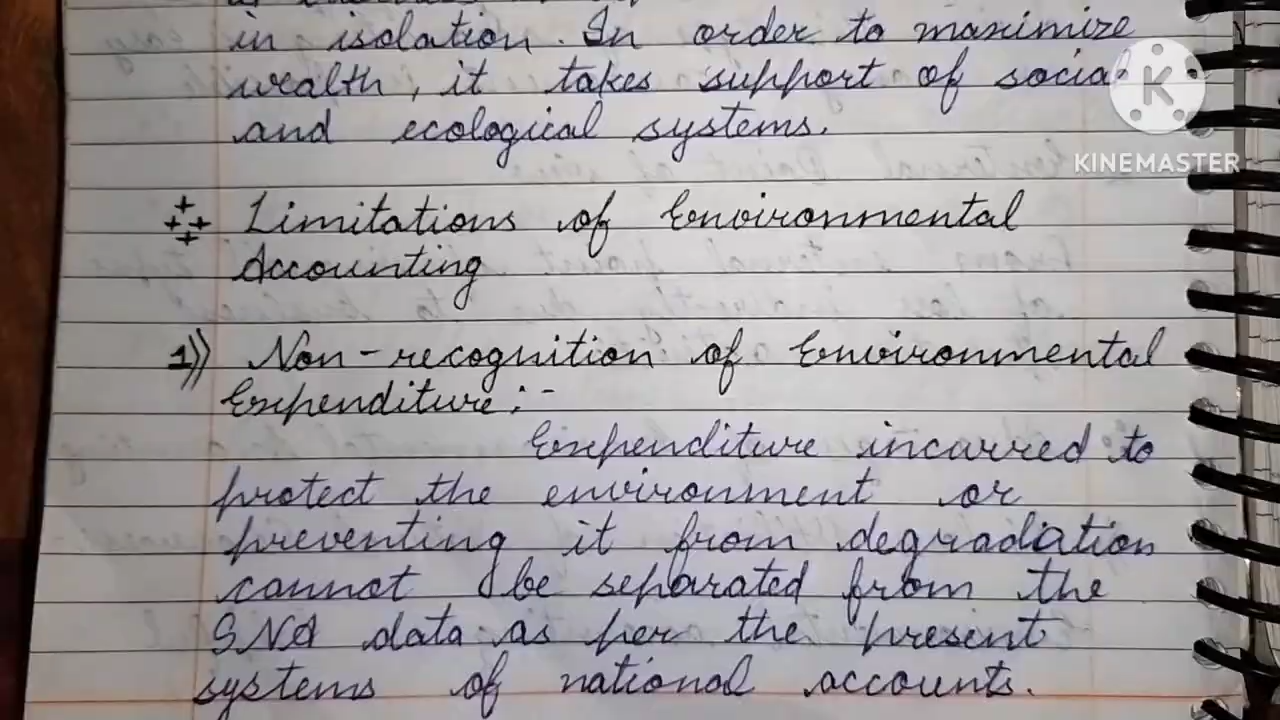 in isolation. In order to maximize
wealth, it takes support of social
and ecological systems.
Limitations of Environmental
Accounting
1)) Non-recognition of Environmental
Expenditure:-
Expenditure incurred to
protect the environment or
preventing it from degradation
cannot be separated from the
SNA data as per the present
systems of national accounts.
K
KINEMASTER